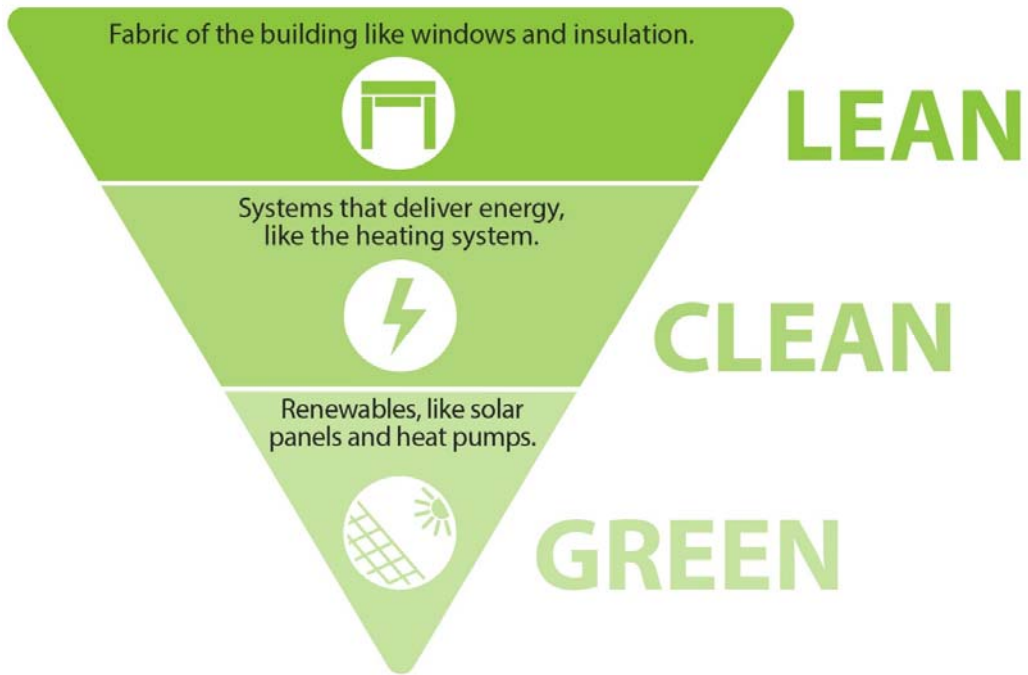 Fabric of the building like windows and insulation.
LEAN
Systems that deliver energy,
like the heating system.
CLEAN
Renewables, like solar
panels and heat pumps.
GREEN